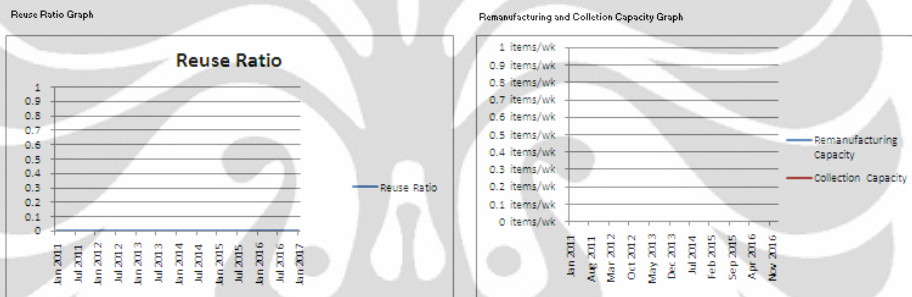 Reuse Ratio Graph
Reuse Ratio
1
0.9
0.8
0.7
0.6
0.5
0.4
0.3
0.2
0.1
0
Jan 2011
Jul 2011
Jan 2012
Jul 2012
Jan 2013
Jul 2013
Jan 2014
Jul 2014
Jan 2015
Jul 2015
Jan 2016
Jul 2016
Jan 2017
Reuse Ratio
Remanufacturing and Colletion Capacity Graph
1 items/wk
0.9 items/wk
0.8 items/wk
0.7 items/wk
0.6 items/wk
0.5 items/wk
0.4 items/wk
0.3 items/wk
0.2 items/wk
0.1 items/wk
0 items/wk
Jan 2011
Aug 2011
Mar 2012
Oct 2012
May 2013
Dec 2013
Jul 2014
Feb 2015
Sep 2015
Apr 2016
Nov 2016
Remanufacturing
Capacity
Collection Capacity